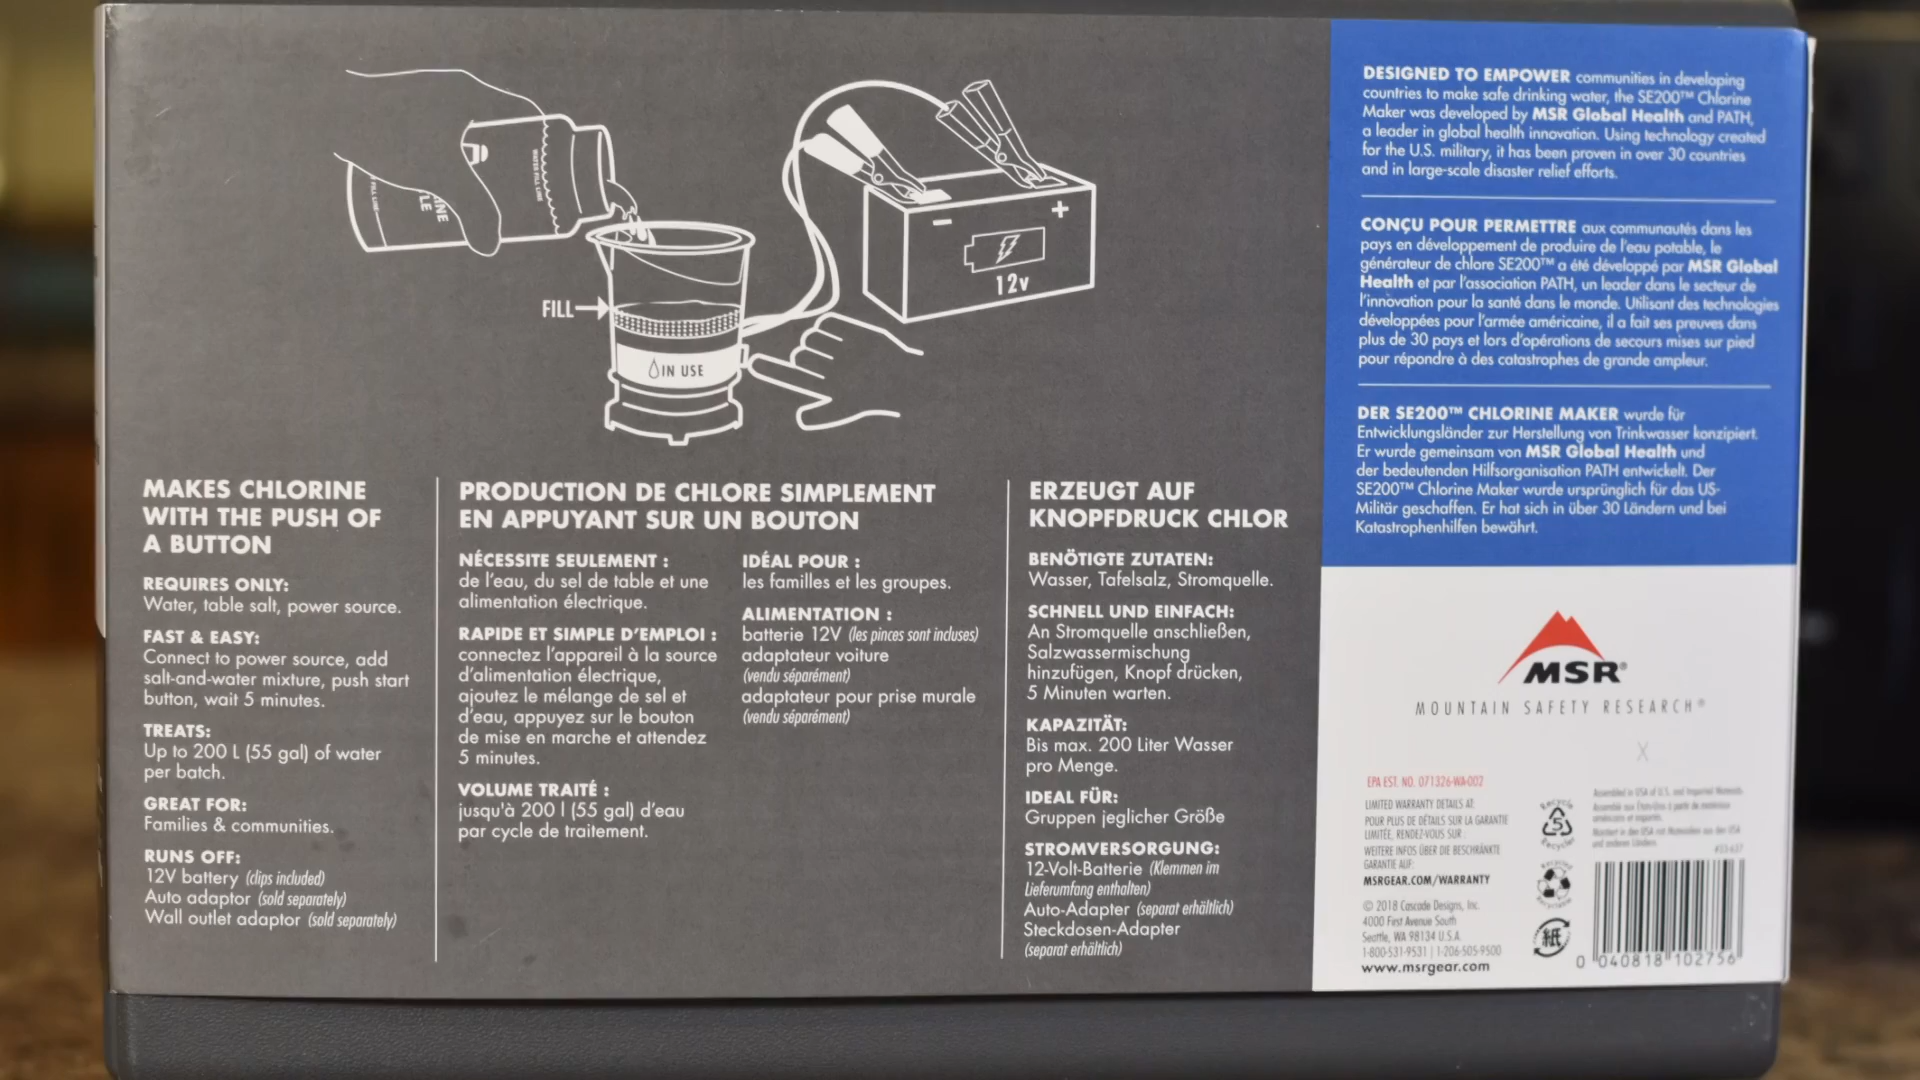 WATER FILL LINE
FILL
IN USE
12v
- +
MAKES CHLORINE
WITH THE PUSH OF
A BUTTON
REQUIRES ONLY:
Water, table salt, power source.
FAST & EASY:
Connect to power source, add
salt-and-water mixture, push start
button, wait 5 minutes.
TREATS:
Up to 200 L (55 gal) of water
per batch.
GREAT FOR:
Families & communities.
RUNS OFF:
12V battery (clips included)
Auto adaptor (sold separately)
Wall outlet adaptor (sold separately)
PRODUCTION DE CHLORE SIMPLEMENT
EN APPUYANT SUR UN BOUTON
NÉCESSITE SEULEMENT :
de l'eau, du sel de table et une
alimentation électrique.
RAPIDE ET SIMPLE D'EMPLOI :
connectez l'appareil à la source
d'alimentation électrique,
ajoutez le mélange de sel et
d'eau, appuyez sur le bouton
de mise en marche et attendez
5 minutes.
VOLUME TRAITÉ :
jusqu'à 200 l (55 gal) d'eau
par cycle de traitement.
IDÉAL POUR :
les familles et les groupes.
ALIMENTATION :
batterie 12V (les pinces sont incluses)
adaptateur voiture
(vendu séparément)
adaptateur pour prise murale
(vendu séparément)
ERZEUGT AUF
KNOPFDRUCK CHLOR
BENÖTIGTE ZUTATEN:
Wasser, Tafelsalz, Stromquelle.
SCHNELL UND EINFACH:
An Stromquelle anschließen,
Salzwassermischung
hinzufügen, Knopf drücken,
5 Minuten warten.
KAPAZITÄT:
Bis max. 200 Liter Wasser
pro Menge.
IDEAL FÜR:
Gruppen jeglicher Größe
STROMVERSORGUNG:
12-Volt-Batterie (Klemmen im
Lieferumfang enthalten)
Auto-Adapter (separat erhältlich)
Steckdosen-Adapter
(separat erhältlich)
DESIGNED TO EMPOWER communities in developing
countries to make safe drinking water, the SE200™ Chlorine
Maker was developed by MSR Global Health and PATH,
a leader in global health innovation. Using technology created
for the U.S. military, it has been proven in over 30 countries
and in large-scale disaster relief efforts.
CONÇU POUR PERMETTRE aux communautés dans les
pays en développement de produire de l'eau potable, le
générateur de chlore SE200™ a été développé par MSR Global
Health et par l'association PATH, un leader dans le secteur de
l'innovation pour la santé dans le monde. Utilisant des technologies
développées pour l'armée américaine, il a fait ses preuves dans
plus de 30 pays et lors d'opérations de secours mises sur pied
pour répondre à des catastrophes de grande ampleur.
DER SE200™ CHLORINE MAKER wurde für
Entwicklungsländer zur Herstellung von Trinkwasser konzipiert.
Er wurde gemeinsam von MSR Global Health und
der bedeutenden Hilfsorganisation PATH entwickelt. Der
SE200™ Chlorine Maker wurde ursprünglich für das US-
Militär geschaffen. Er hat sich in über 30 Ländern und bei
Katastrophenhilfen bewährt.
MSR®
MOUNTAIN SAFETY RESEARCH®
X
EPA EST. NO. 071326-WA-002
LIMITED WARRANTY DETAILS AT:
POUR PLUS DE DÉTAILS SUR LA GARANTIE
LIMITÉE, RENDEZ-VOUS SUR :
WEITERE INFOS ÜBER DIE BESCHRÄNKTE
GARANTIE AUF:
MSRGEAR.COM/WARRANTY
© 2018 Cascade Designs, Inc.
4000 First Avenue South
Seattle, WA 98134 U.S.A.
1-800-531-9531 | 1-206-505-9500
www.msrgear.com
5
紙
Assembled in USA of U.S. and Imported Materials
0 040818 102756